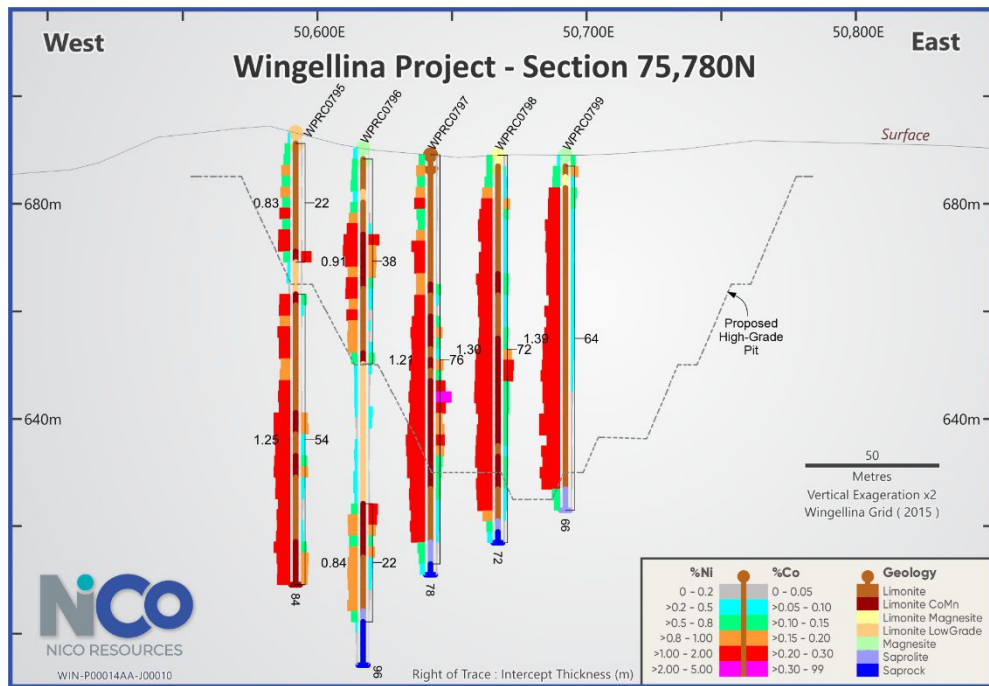 50,600E
50,700E
50,800E
West
East
Wingellina Project - Section 75,780N
WPRC0795
WPRC0796
WPRC0797
WPRC0798
WPRC0799
Surface
680m
680m
0.83
22
0.91
38
1.21
76
1.30
72
1.39
64
Proposed
High-Grade
Pit
640m
640m
1.25
54
0.84
22
84
96
78
72
66
50
Metres
Vertical Exageration x2
Wingellina Grid ( 2015 )
%Ni %Co Geology
0 - 0.2 0 - 0.05 Limonite
>0.2 - 0.5 >0.05 - 0.10 Limonite CoMn
>0.5 - 0.8 >0.10 - 0.15 Limonite Magnesite
>0.8 - 1.00 >0.15 - 0.20 Limonite LowGrade
>1.00 - 2.00 >0.20 - 0.30 Magnesite
>2.00 - 5.00 >0.30 - 99 Saprolite
Saprock
NiCo
NICO RESOURCES
WIN-P00014AA-J00010
Right of Trace : Intercept Thickness (m)